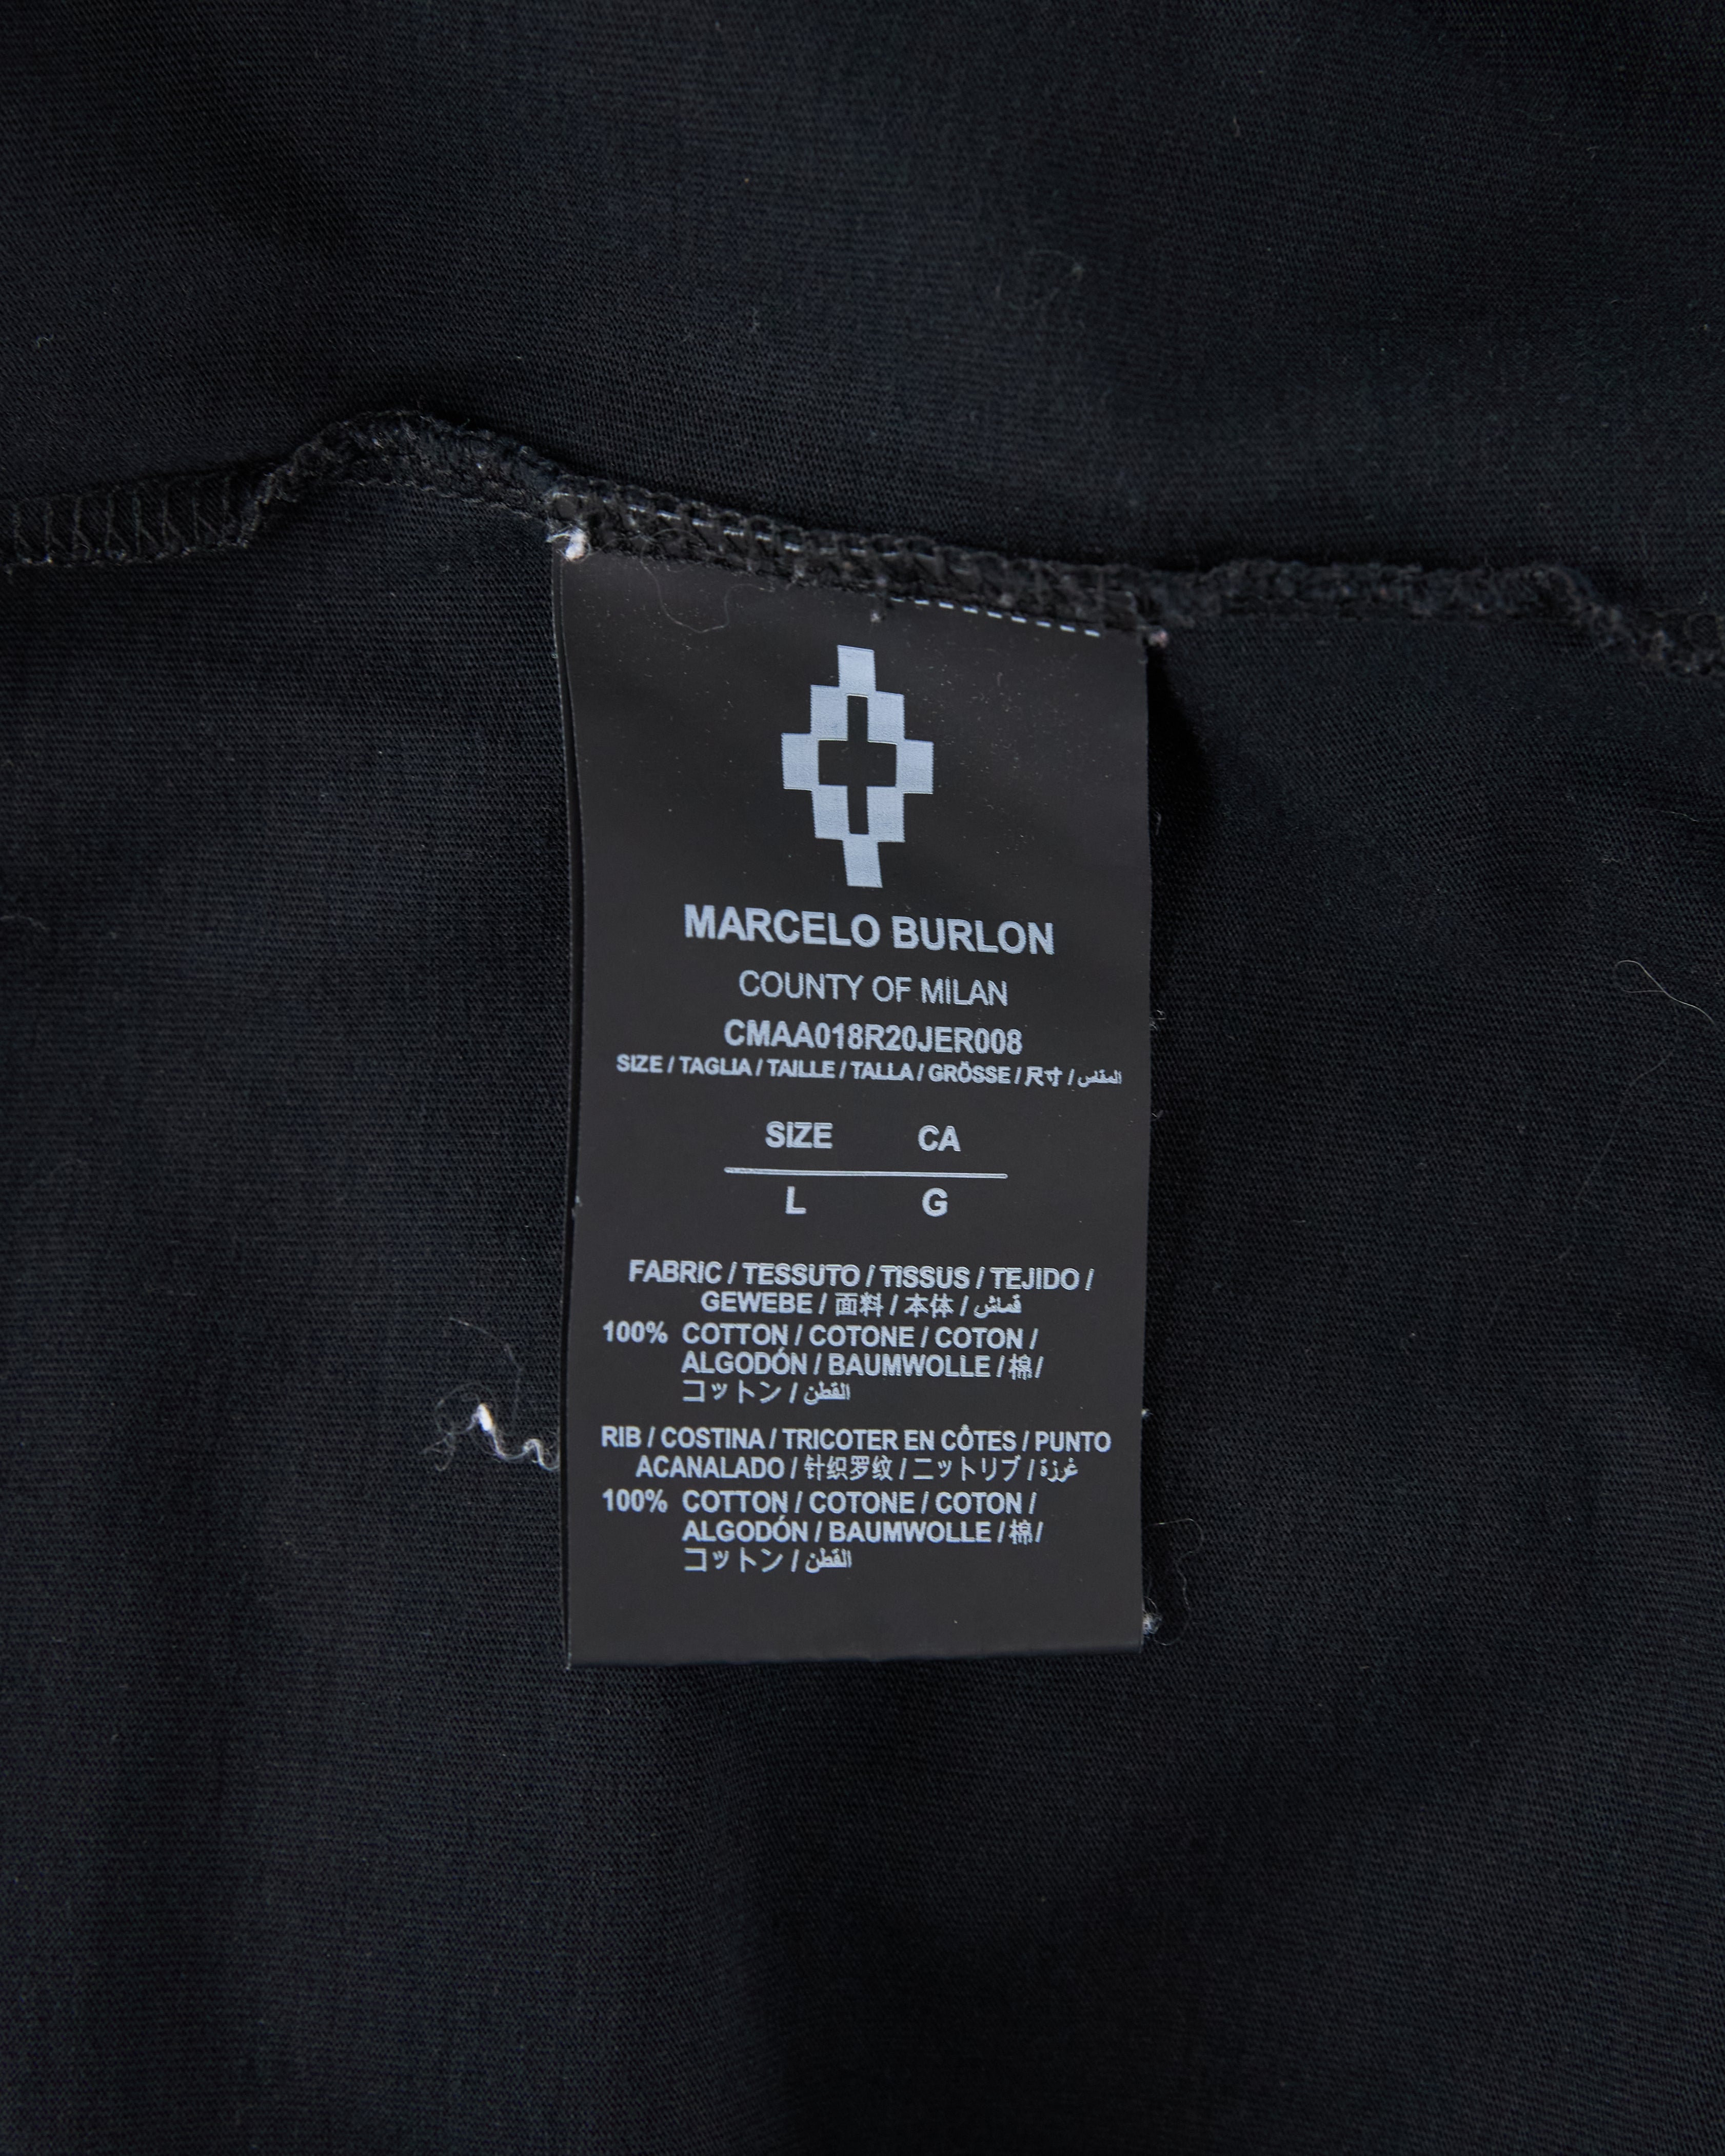 MARCELO BURLON
COUNTY OF MILAN
CMAA018R20JER008
SIZE / TAGLIA / TAILLE / TALLA / GRÖSSE / 尺寸 / المقاس
SIZE CA
L G
FABRIC / TESSUTO / TISSUS / TEJIDO /
GEWEBE / 面料 / 本体 / قماش
100% COTTON / COTONE / COTON /
ALGODÓN / BAUMWOLLE / 棉/
コットン / القطن
RIB / COSTINA / TRICOTER EN CÔTES / PUNTO
ACANALADO / 针织罗纹 / ニットリブ / غرزة
100% COTTON / COTONE / COTON /
ALGODÓN / BAUMWOLLE / 棉/
コットン / القطن